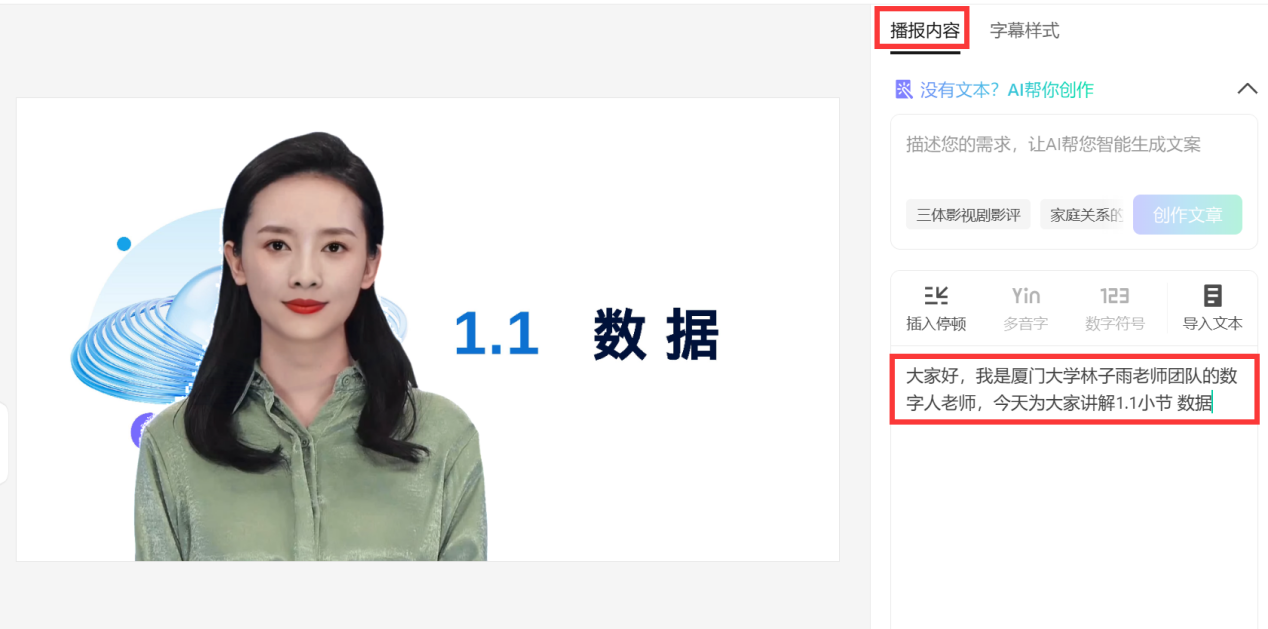 播报内容 字幕样式
没有文本？AI帮你创作
描述您的需求，让AI帮您智能生成文案
三体影视剧影评 家庭关系的 创作文章
Yin 123
插入停顿 多音字 数字符号 导入文本
1.1 数据
大家好，我是厦门大学林子雨老师团队的数
字人老师，今天为大家讲解1.1小节 数据